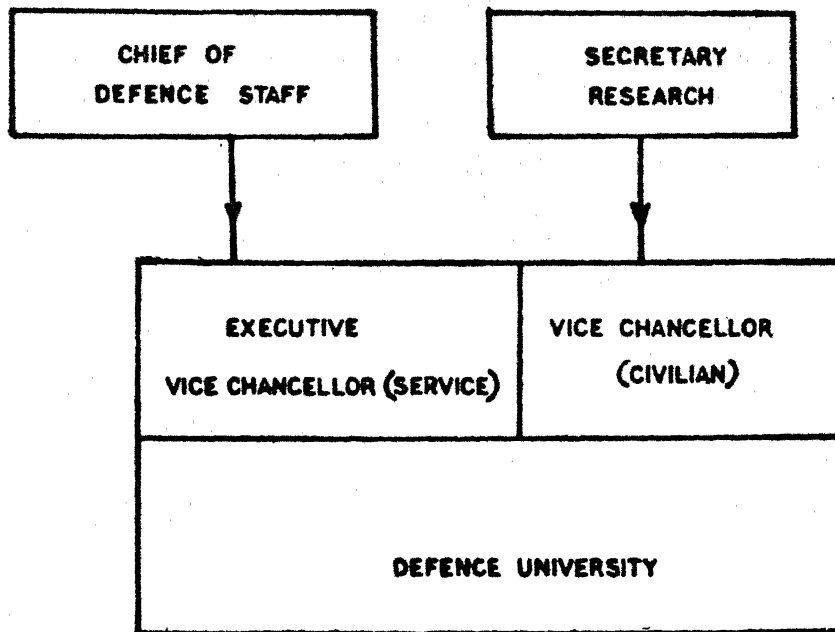 CHIEF OF
DEFENCE STAFF
SECRETARY
RESEARCH
EXECUTIVE
VICE CHANCELLOR (SERVICE)
VICE CHANCELLOR
(CIVILIAN)
DEFENCE UNIVERSITY